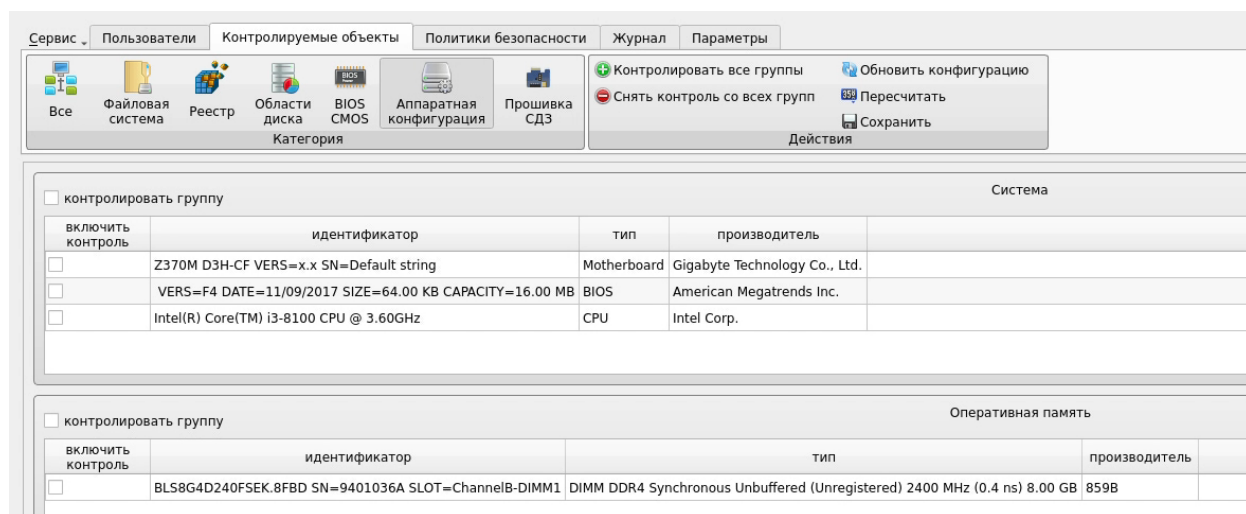 Сервис Пользователи Контролируемые объекты Политики безопасности Журнал Параметры
Все
Файловая система
Реестр
Области диска
BIOS CMOS
Аппаратная конфигурация
Прошивка СДЗ
Категория
Контролировать все группы
Снять контроль со всех групп
Обновить конфигурацию
Пересчитать
Сохранить
Действия
контролировать группу
Система
включить контроль идентификатор тип производитель
Z370M D3H-CF VERS=x.x SN=Default string Motherboard Gigabyte Technology Co., Ltd.
VERS=F4 DATE=11/09/2017 SIZE=64.00 KB CAPACITY=16.00 MB BIOS American Megatrends Inc.
Intel(R) Core(TM) i3-8100 CPU @ 3.60GHz CPU Intel Corp.
контролировать группу
Оперативная память
включить контроль идентификатор тип производитель
BLS8G4D240FSEK.8FBD SN=9401036A SLOT=ChannelB-DIMM1 DIMM DDR4 Synchronous Unbuffered (Unregistered) 2400 MHz (0.4 ns) 8.00 GB 859B